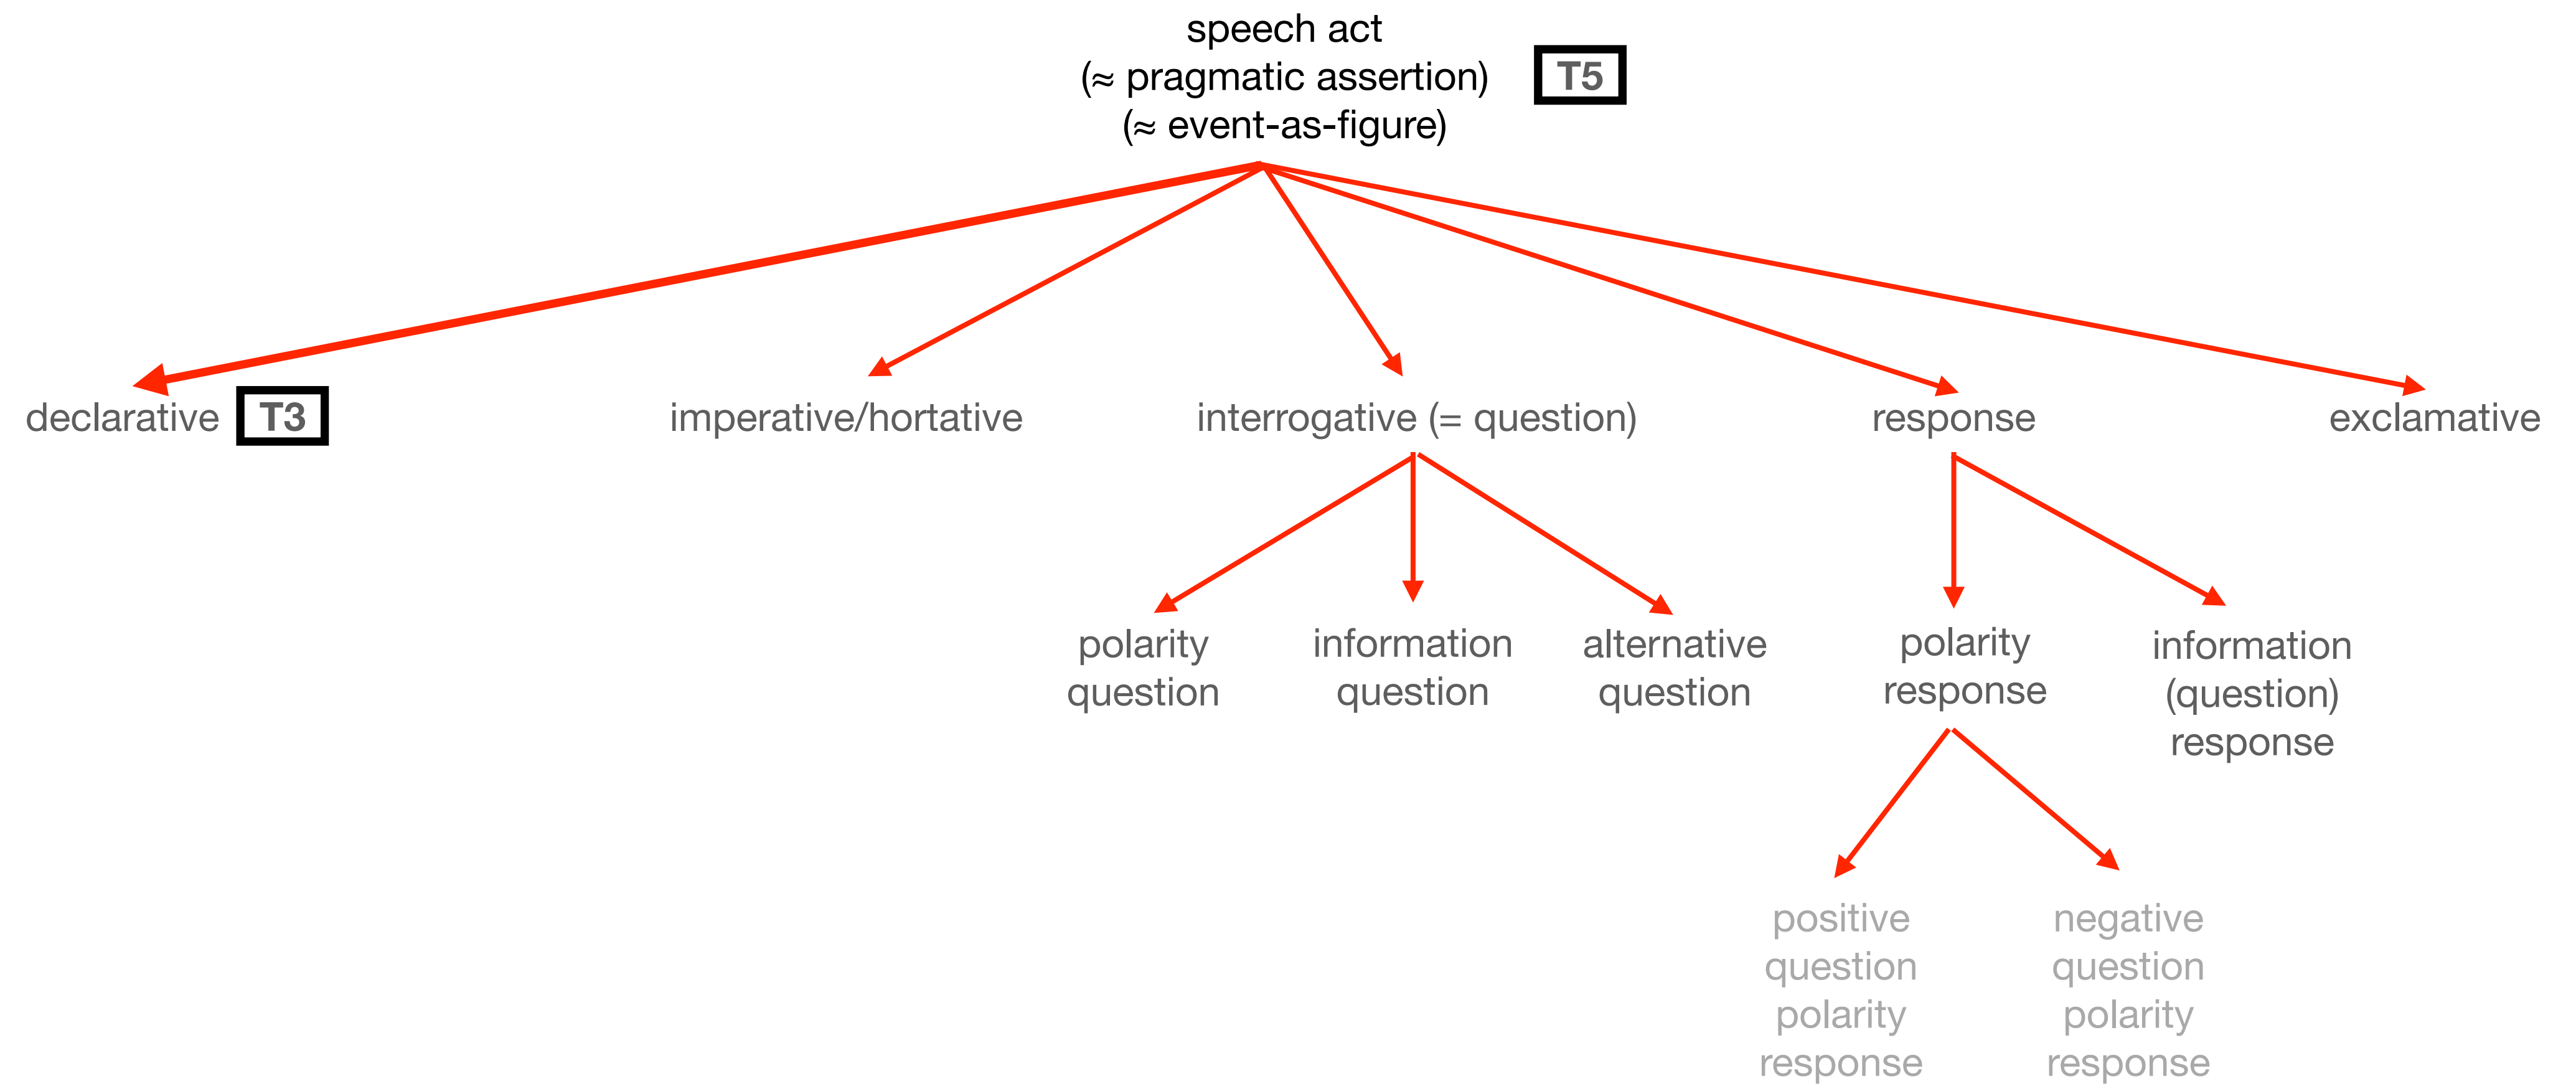 speech act
(≈ pragmatic assertion)
T5
(≈ event-as-figure)
declarative
T3
imperative/hortative
interrogative (= question)
response
exclamative
polarity
question
information
question
alternative
question
polarity
response
information
(question)
response
positive
question
polarity
response
negative
question
polarity
response